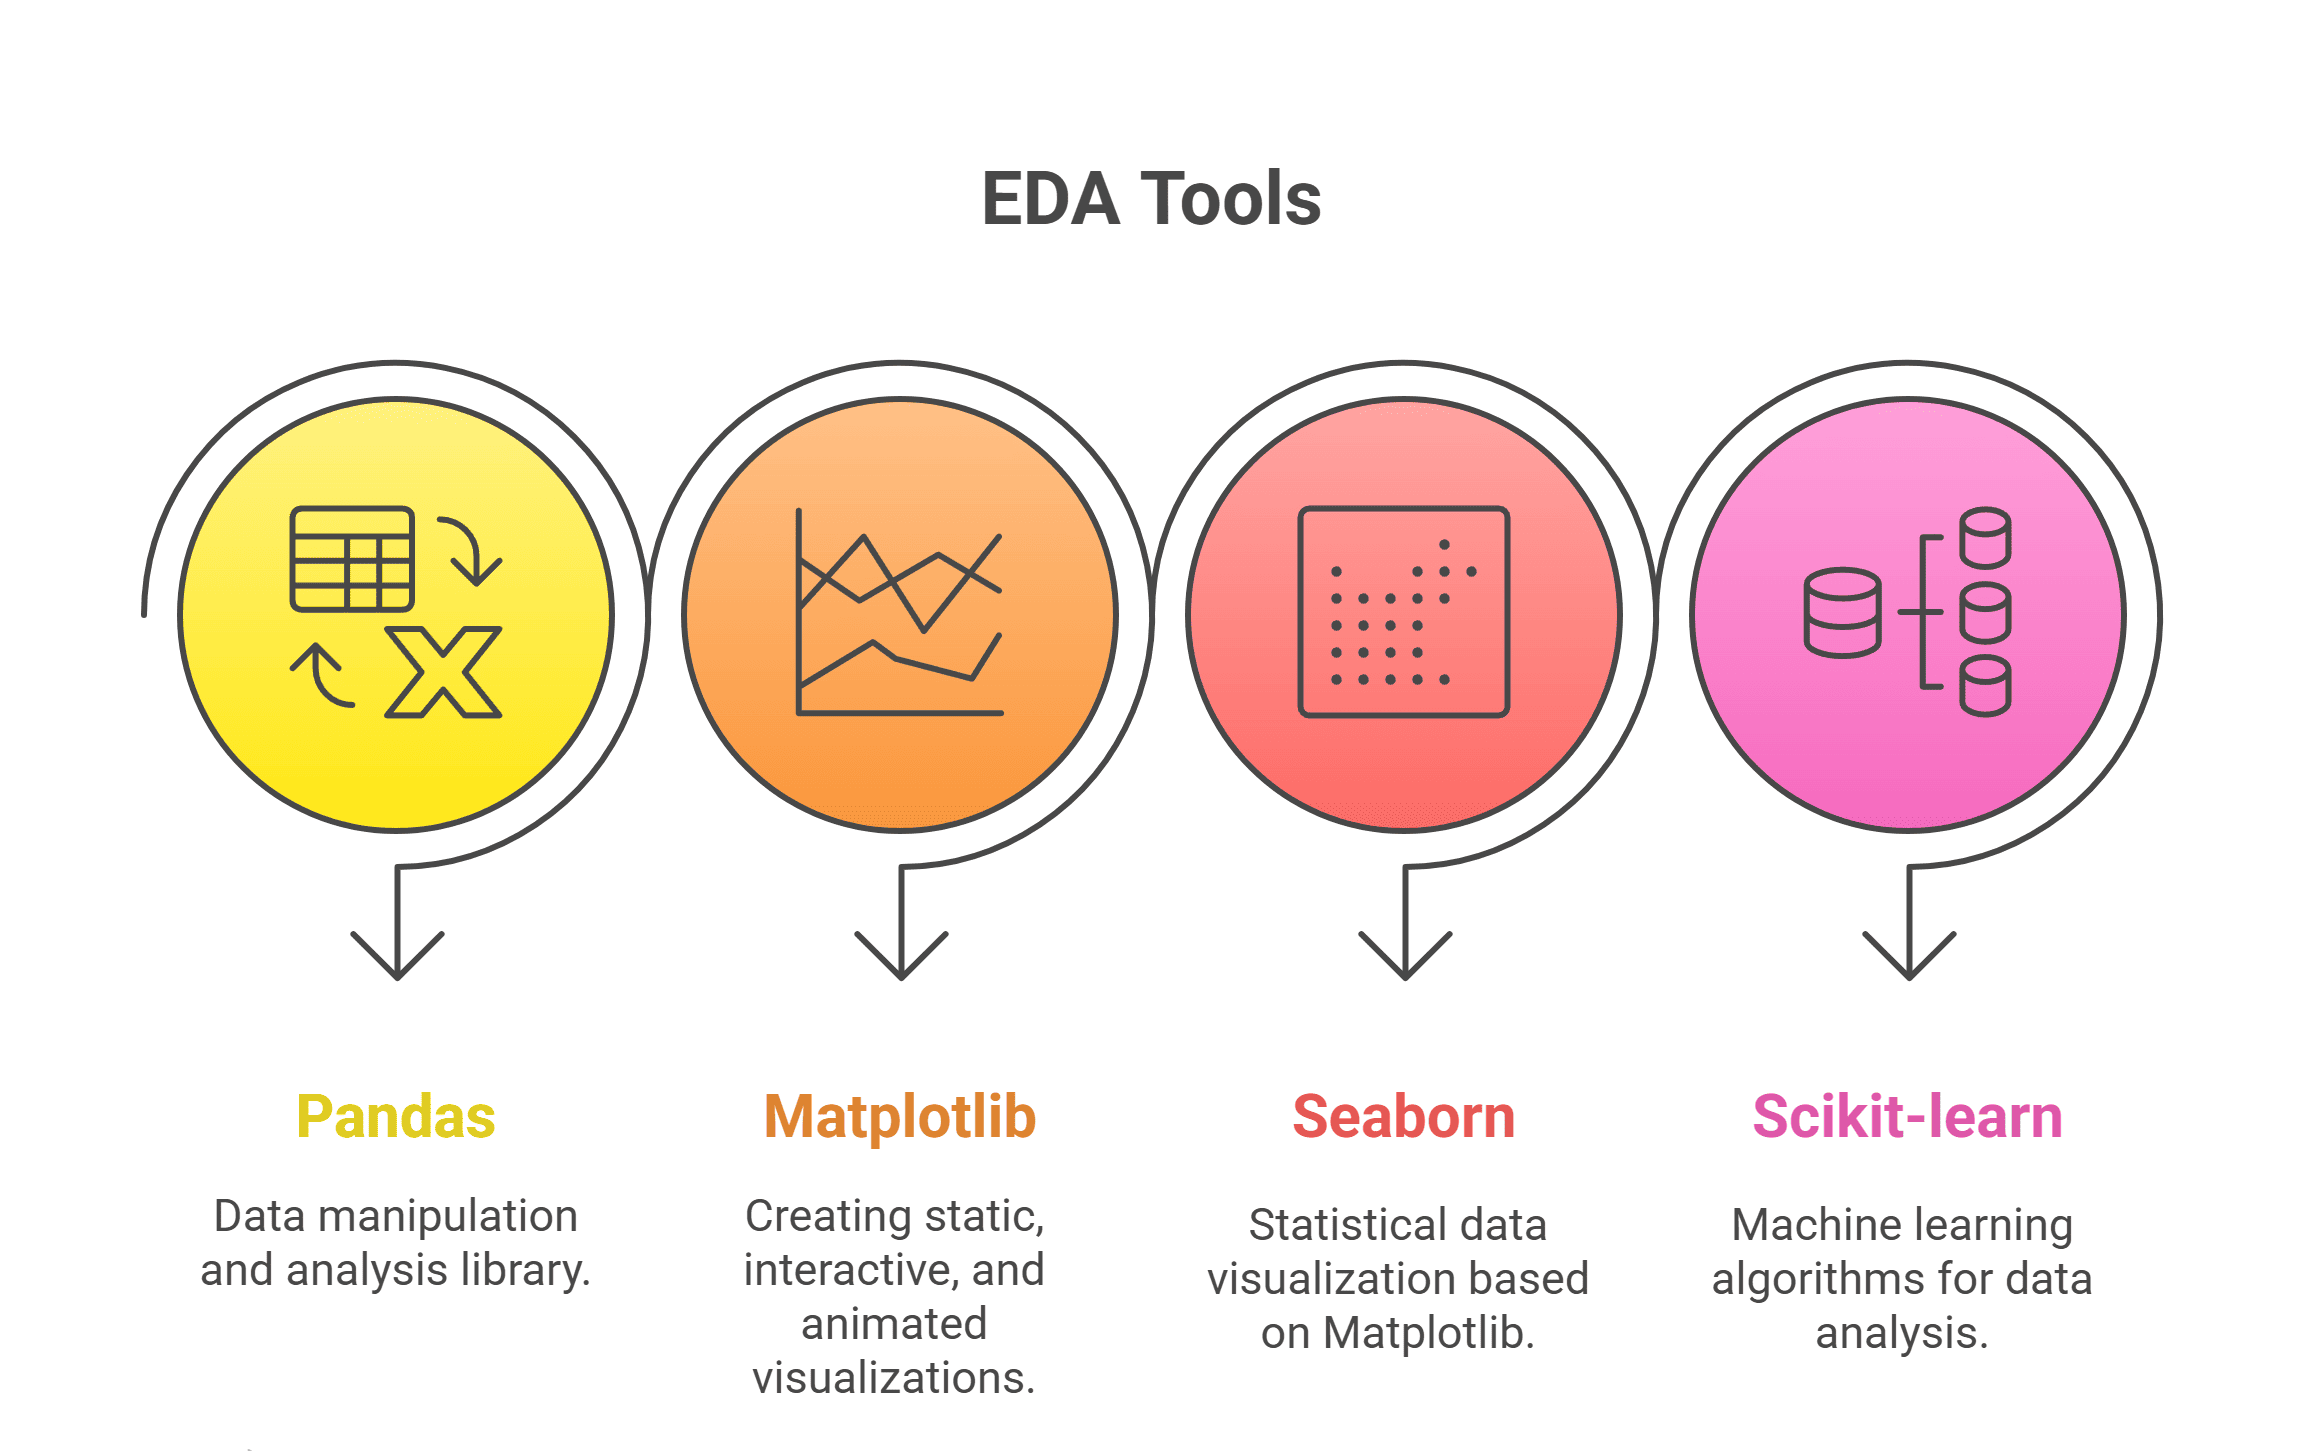 EDA Tools
Pandas
Data manipulation
and analysis library.
Matplotlib
Creating static,
interactive, and
animated
visualizations.
Seaborn
Statistical data
visualization based
on Matplotlib.
Scikit-learn
Machine learning
algorithms for data
analysis.